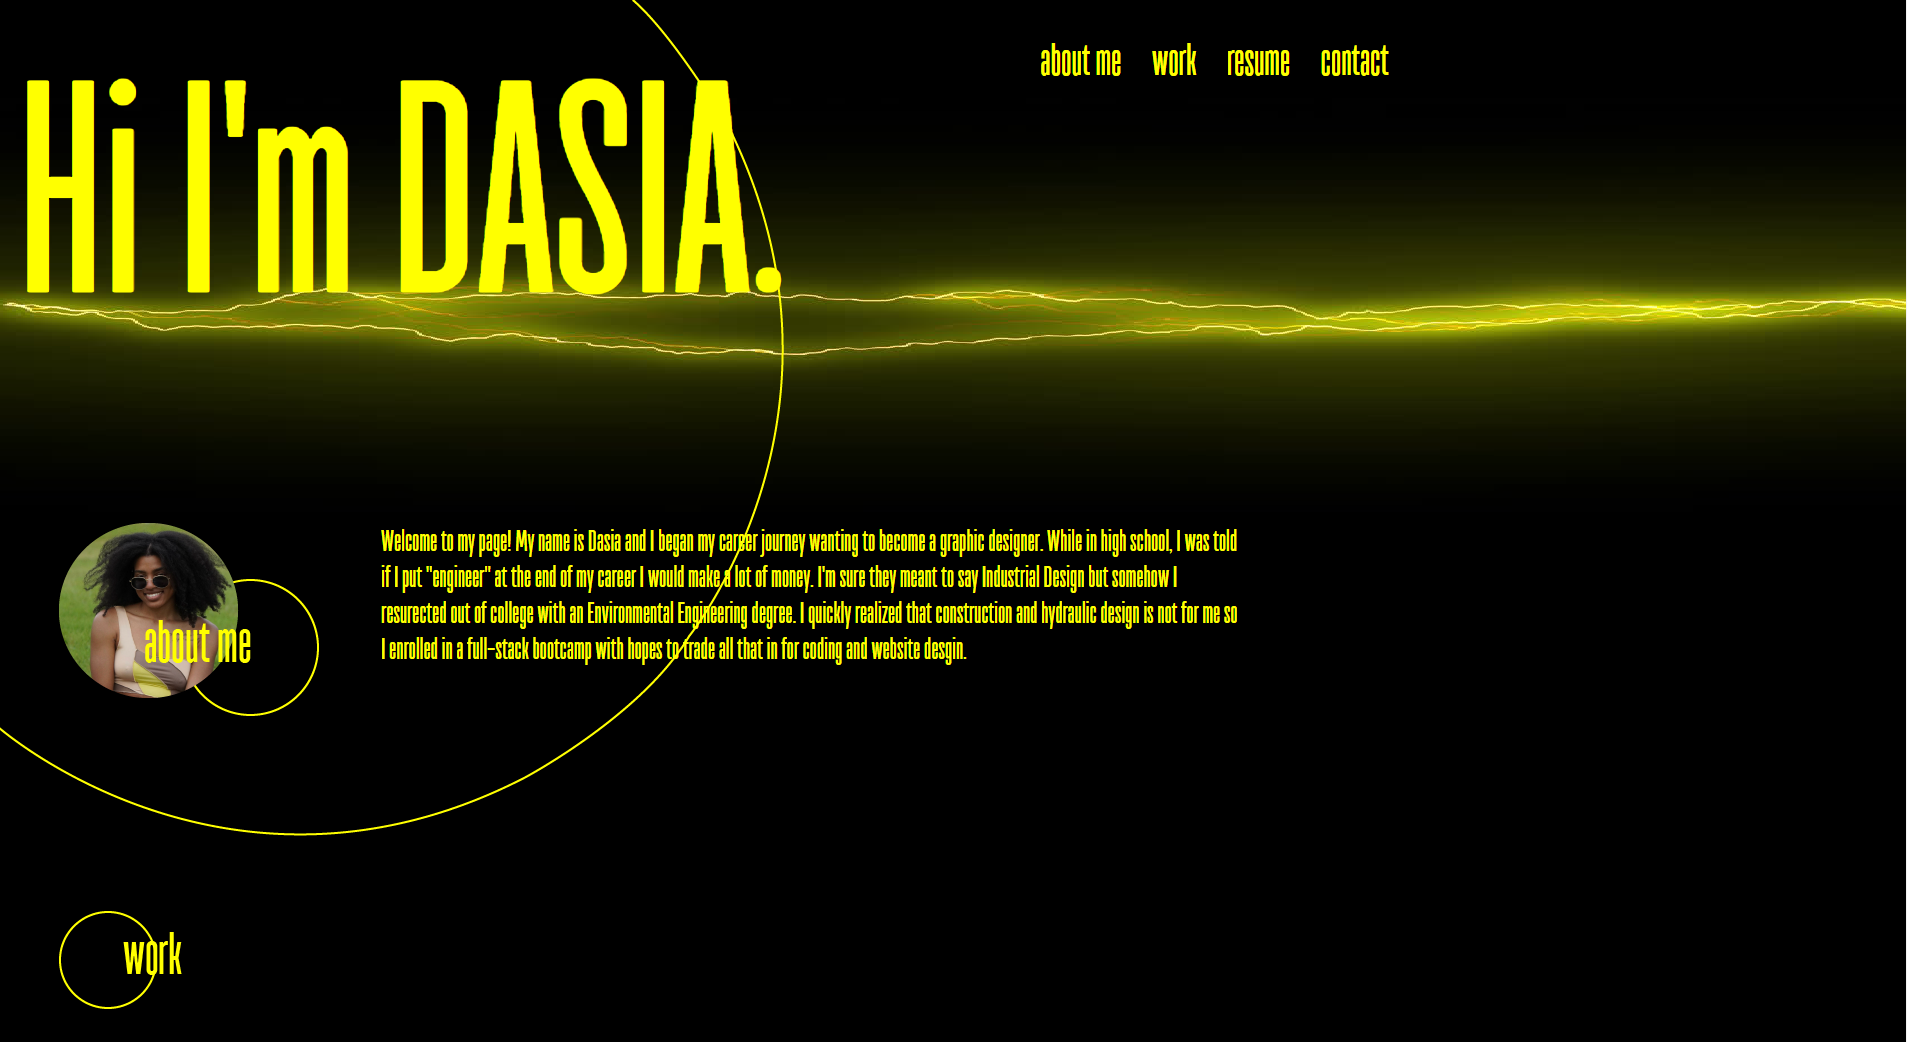 about me work resume contact
Hi I'm DASIA.
Welcome to my page! My name is Dasia and I began my career journey wanting to become a graphic designer. While in high school, I was told
if I put "engineer" at the end of my career I would make a lot of money. I'm sure they meant to say Industrial Design but somehow I
resurected out of college with an Environmental Engineering degree. I quickly realized that construction and hydraulic design is not for me so
I enrolled in a full-stack bootcamp with hopes to trade all that in for coding and website desgin.
about me
work